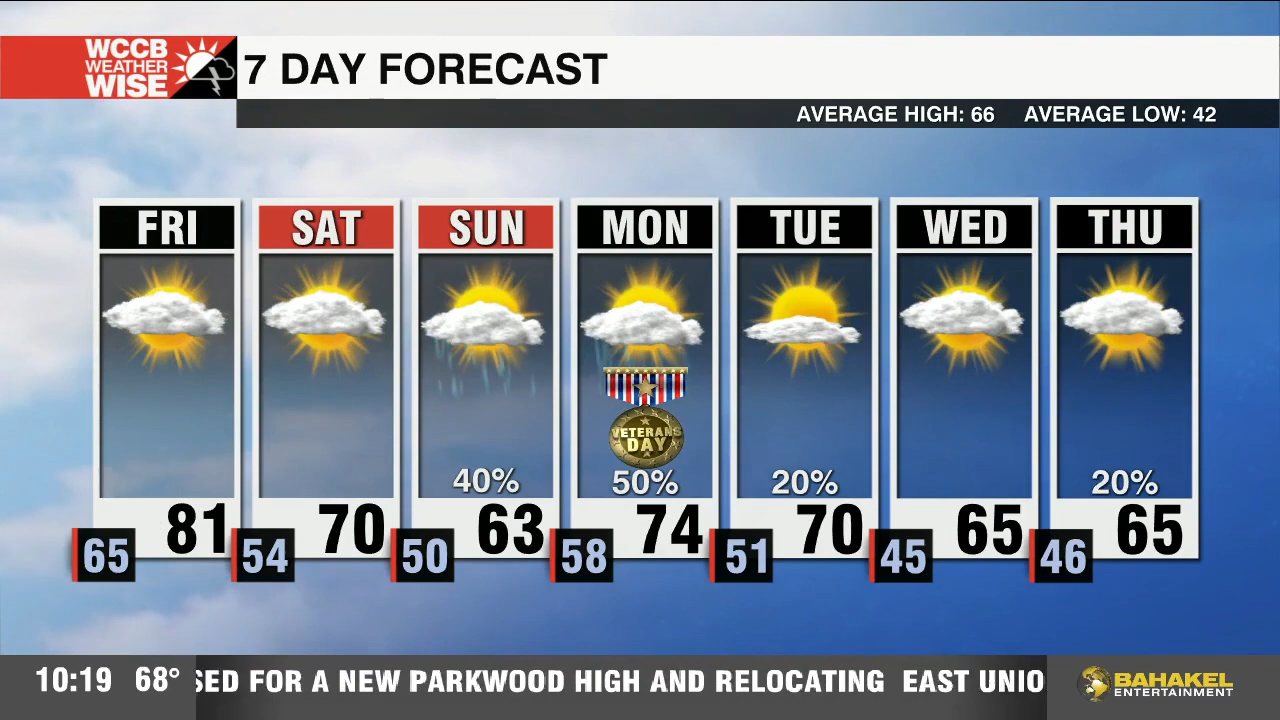 WCCB
WEATHER
WISE
7 DAY FORECAST
AVERAGE HIGH: 66 AVERAGE LOW: 42
FRI SAT SUN MON TUE WED THU
VETERANS
DAY
40% 50% 20% 20%
81 70 63 74 70 65 65
65 54 50 58 51 45 46
10:19 68° SED FOR A NEW PARKWOOD HIGH AND RELOCATING EAST UNIO
BAHAKEL
ENTERTAINMENT